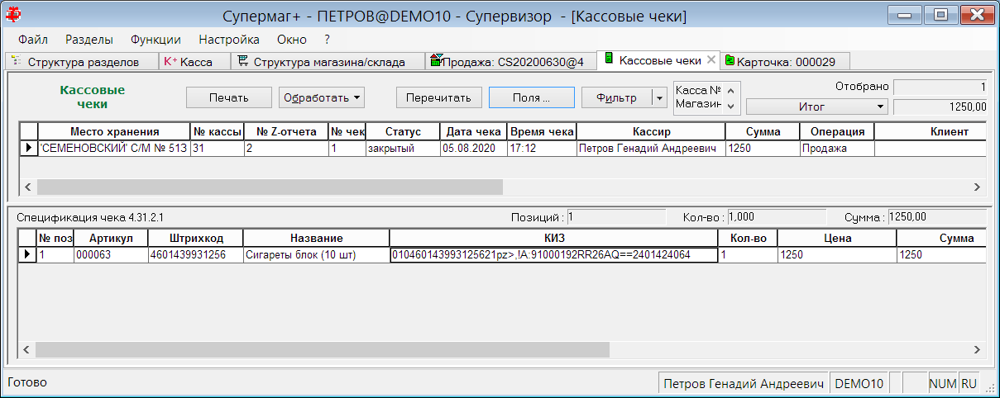 Супермаг+ - ПЕТРОВ@DEMO10 - Супервизор - [Кассовые чеки]
Файл Разделы Функции Настройка Окно ?
Структура разделов K+ Касса Структура магазина/склада Продажа: CS20200630@4 Кассовые чеки Карточка: 000029
Кассовые чеки
Печать Обработать Перечитать Поля ... Фильтр
Касса №
Магазин
Отобрано 1
Итог 1250,00
Место хранения № кассы № Z-отчета № чек Статус Дата чека Время чека Кассир Сумма Операция Клиент
'СЕМЕНОВСКИЙ' С/М № 513 31 2 1 закрытый 05.08.2020 17:12 Петров Генадий Андреевич 1250 Продажа
Спецификация чека 4.31.2.1 Позиций: 1 Кол-во: 1,000 Сумма: 1250,00
№ поз Артикул Штрихкод Название КИЗ Кол-во Цена Сумма
1 000063 4601439931256 Сигареты блок (10 шт) 010460143993125621pz>,!A:91000192RR26AQ==2401424064 1 1250 1250
Готово Петров Генадий Андреевич DEMO10 NUM RU